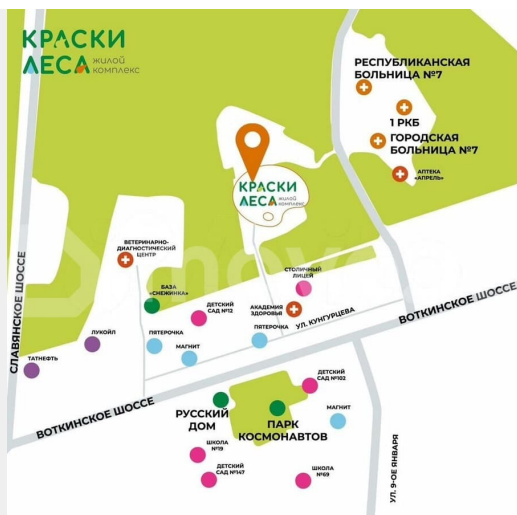 КРАСКИ
ЛЕСА жилой
комплекс
РЕСПУБЛИКАНСКАЯ
БОЛЬНИЦА №7
1 РКБ
ГОРОДСКАЯ
БОЛЬНИЦА №7
АПТЕКА
«АПРЕЛЬ»
КРАСКИ
ЛЕСА жилой
комплекс
ВЕТЕРИНАРНО-
ДИАГНОСТИЧЕСКИЙ
ЦЕНТР
СТОЛИЧНЫЙ
ЛИЦЕЙ
БАЗА
«СНЕЖИНКА»
ДЕТСКИЙ
САД №12
АКАДЕМИЯ
ЗДОРОВЬЯ
УЛ. КУНГУРЦЕВА
ВОТКИНСКОЕ ШОССЕ
СЛАВЯНСКОЕ ШОССЕ
ЛУКОЙЛ
ПЯТЕРОЧКА
ПЯТЕРОЧКА
ТАТНЕФТЬ
МАГНИТ
ДЕТСКИЙ
САД №102
ВОТКИНСКОЕ ШОССЕ
РУССКИЙ
ДОМ
ПАРК
КОСМОНАВТОВ
МАГНИТ
ШКОЛА
№19
ДЕТСКИЙ
САД №147
ШКОЛА
№69
УЛ. 9-ОЕ ЯНВАРЯ